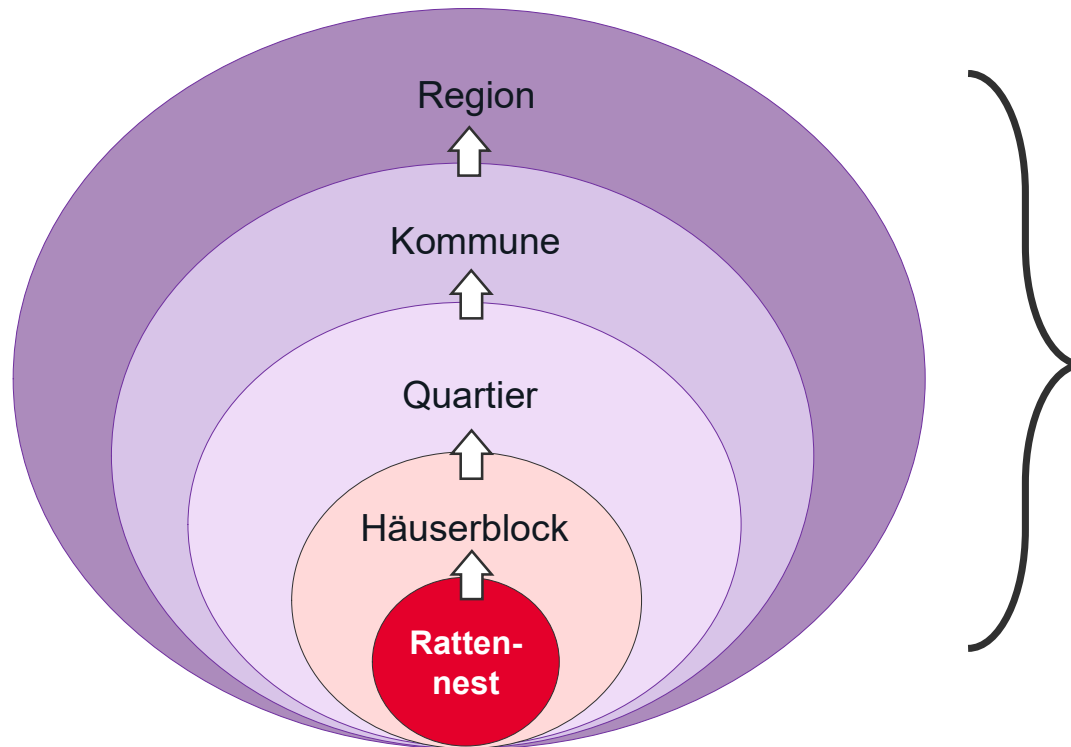 Region
Kommune
Quartier
Häuserblock
Ratten-
nest